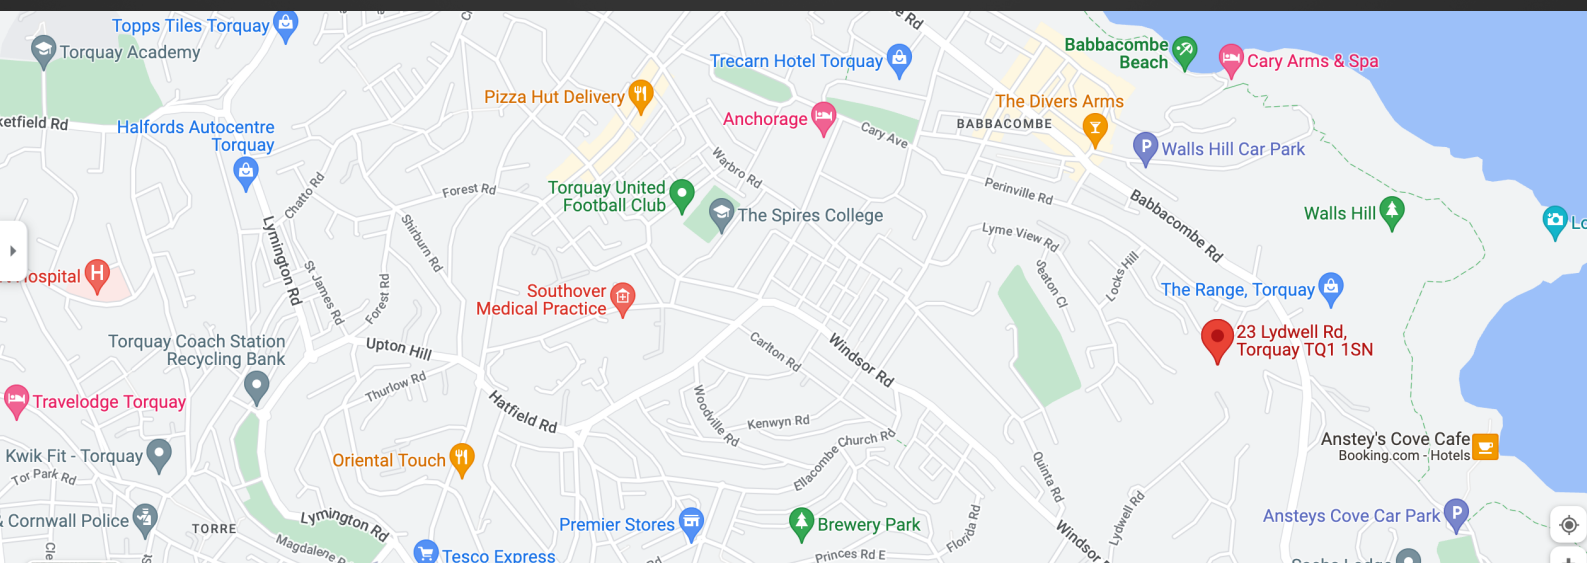 Topps Tiles Torquay
Torquay Academy
Babbacombe
Beach
Cary Arms & Spa
Trecarn Hotel Torquay
Pizza Hut Delivery
The Divers Arms
Anchorage
BABBACOMBE
Cary Ave
Halfords Autocentre
Torquay
Walls Hill Car Park
Warbro Rd
Chatto Rd
Forest Rd
Torquay United
Football Club
The Spires College
Perinville Rd
Babbacombe Rd
Walls Hill
Lymington Rd
Shirburn Rd
Lyme View Rd
Seaton Cl
Locks Hill
St James Rd
Forest Rd
Southover
Medical Practice
The Range, Torquay
23 Lydwell Rd,
Torquay TQ1 1SN
Torquay Coach Station
Recycling Bank
Upton Hill
Carlton Rd
Windsor Rd
Thurlow Rd
Travelodge Torquay
Hatfield Rd
Woodville Rd
Kenwyn Rd
Ellacombe Church Rd
Anstey's Cove Cafe
Booking.com - Hotels
Kwik Fit - Torquay
Tor Park Rd
Oriental Touch
Quinta Rd
Lydwell Rd
& Cornwall Police
TORRE
Lymington Rd
Premier Stores
Brewery Park
Florida Rd
Windsor
Ansteys Cove Car Park
Magdalene
Tesco Express
Princes Rd E